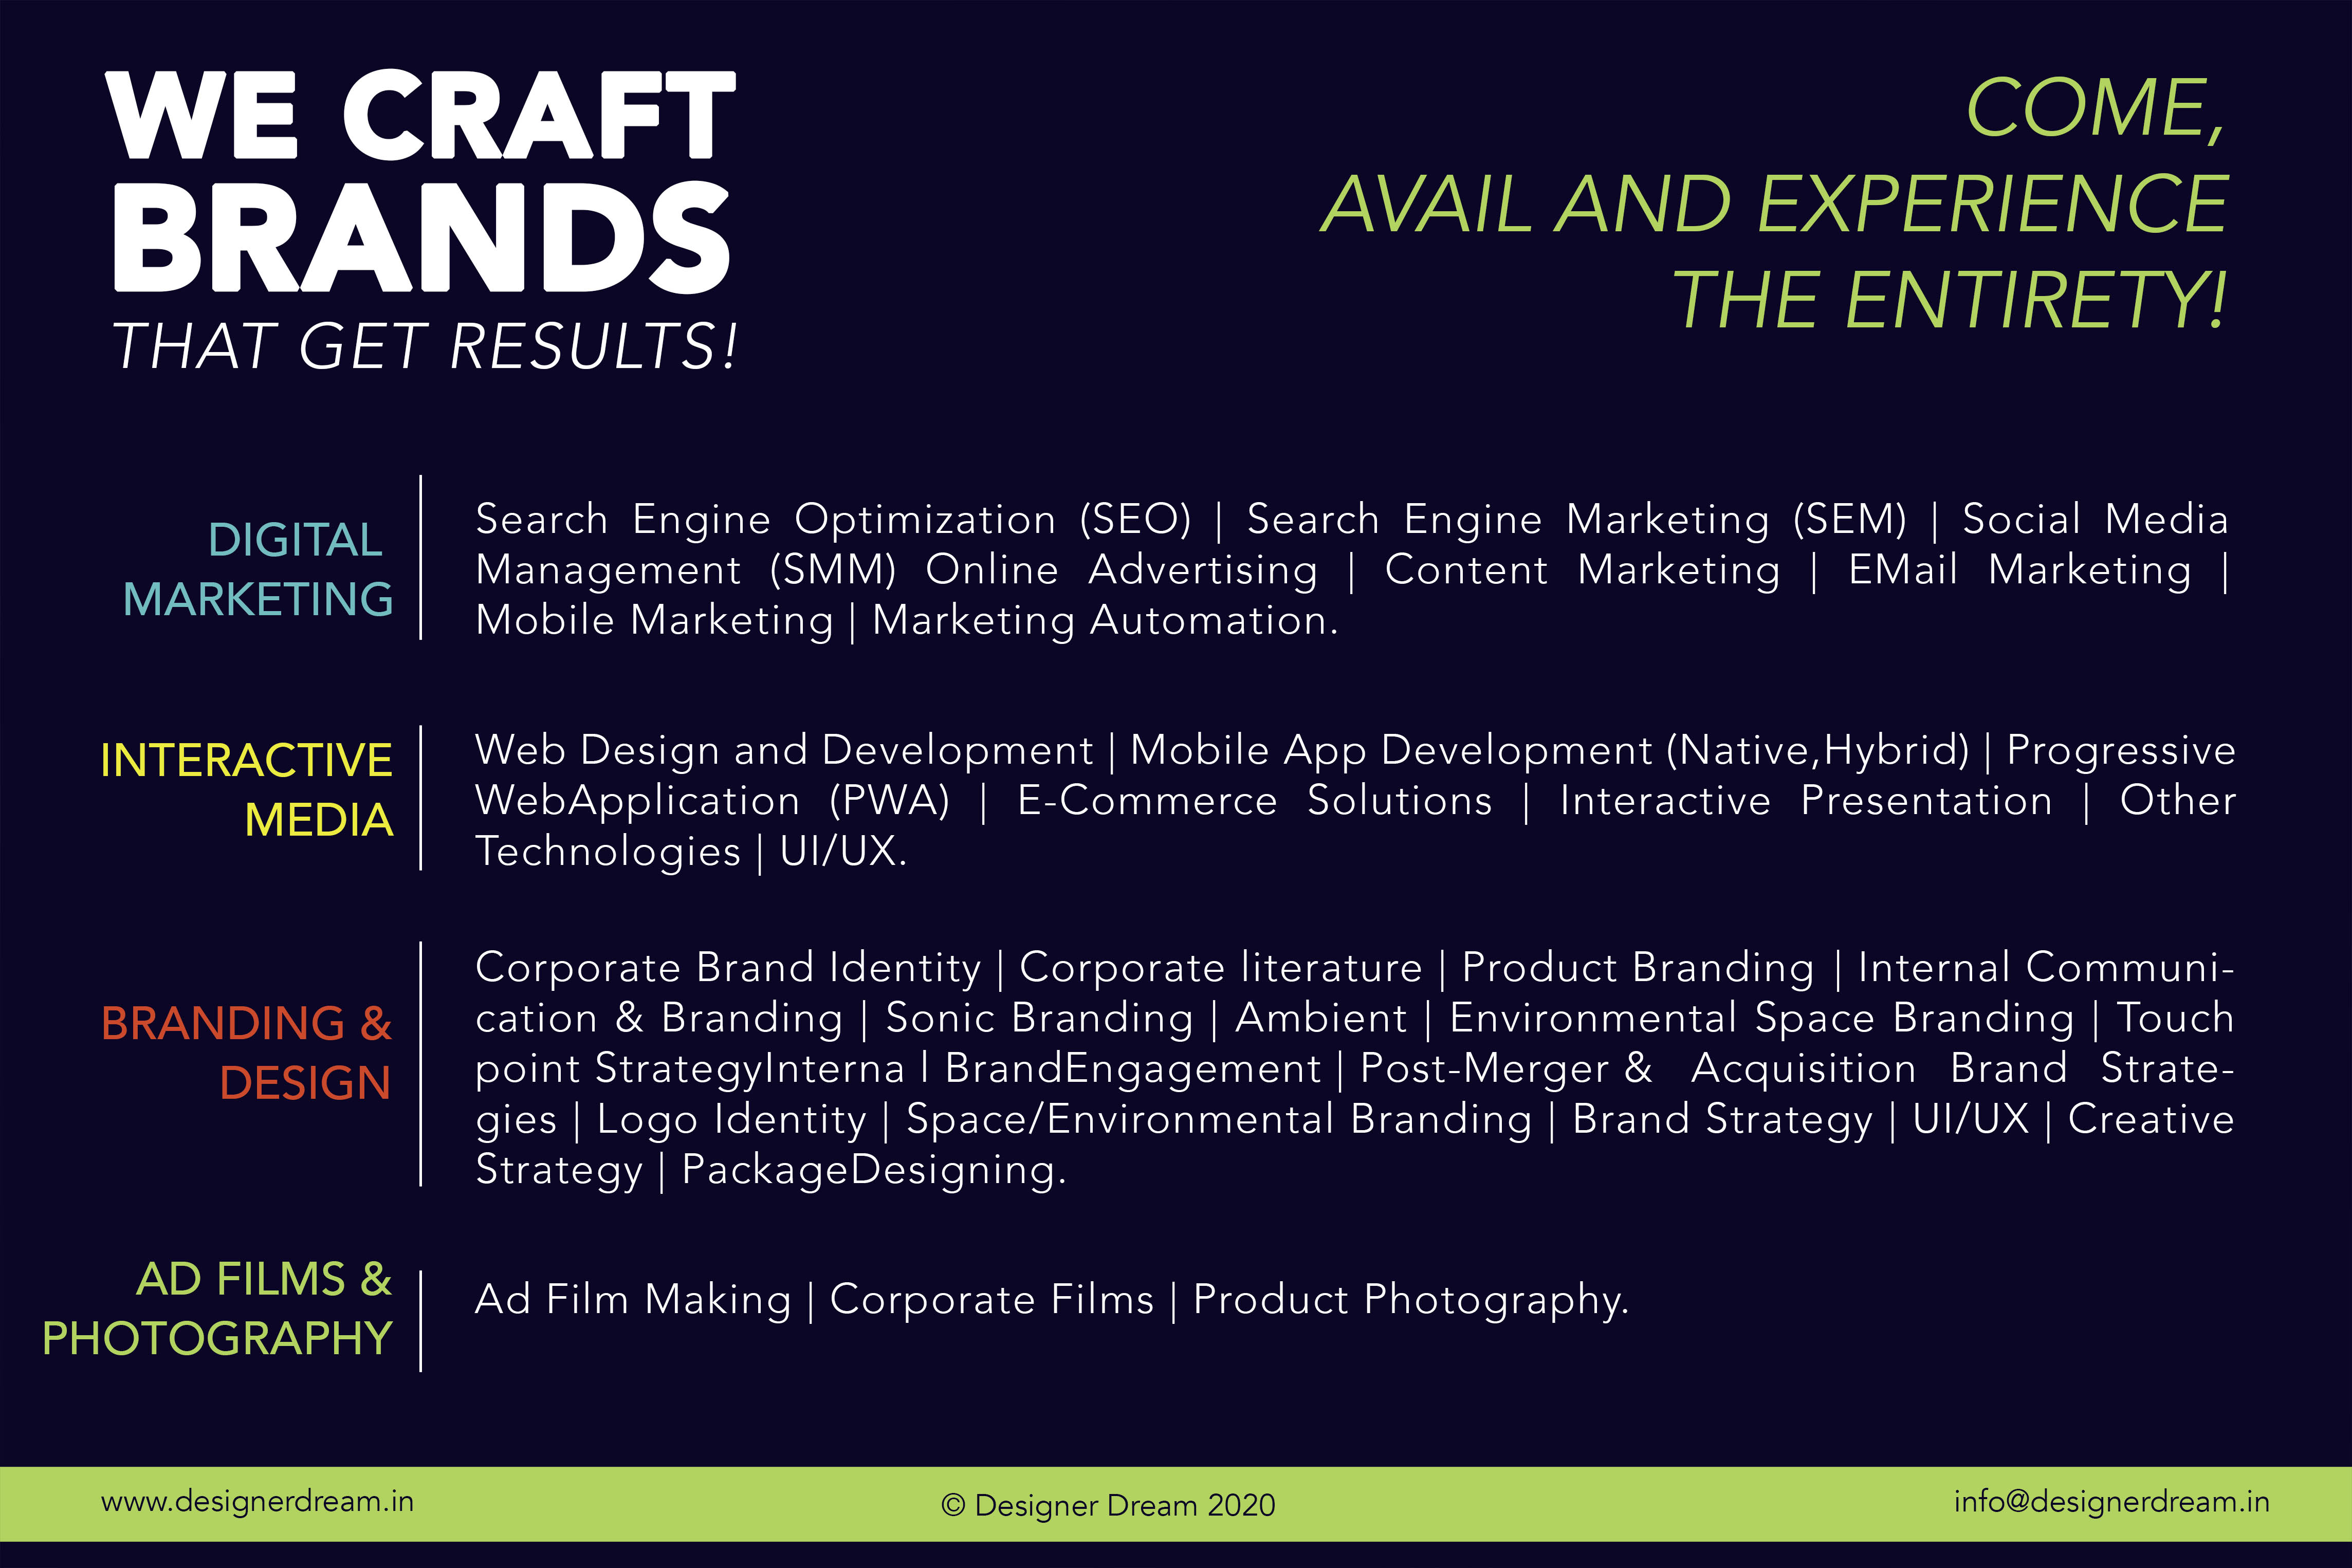 WE CRAFT
BRANDS
THAT GET RESULTS!
COME,
AVAIL AND EXPERIENCE
THE ENTIRETY!
DIGITAL
MARKETING
Search Engine Optimization (SEO) | Search Engine Marketing (SEM) | Social Media
Management (SMM) Online Advertising | Content Marketing | EMail Marketing |
Mobile Marketing | Marketing Automation.
INTERACTIVE
MEDIA
Web Design and Development | Mobile App Development (Native,Hybrid) | Progressive
WebApplication (PWA) | E-Commerce Solutions | Interactive Presentation | Other
Technologies | UI/UX.
BRANDING &
DESIGN
Corporate Brand Identity | Corporate literature | Product Branding | Internal Communi-
cation & Branding | Sonic Branding | Ambient | Environmental Space Branding | Touch
point StrategyInterna l BrandEngagement | Post-Merger & Acquisition Brand Strate-
gies | Logo Identity | Space/Environmental Branding | Brand Strategy | UI/UX | Creative
Strategy | PackageDesigning.
AD FILMS &
PHOTOGRAPHY
Ad Film Making | Corporate Films | Product Photography.
www.designerdream.in
© Designer Dream 2020
info@designerdream.in